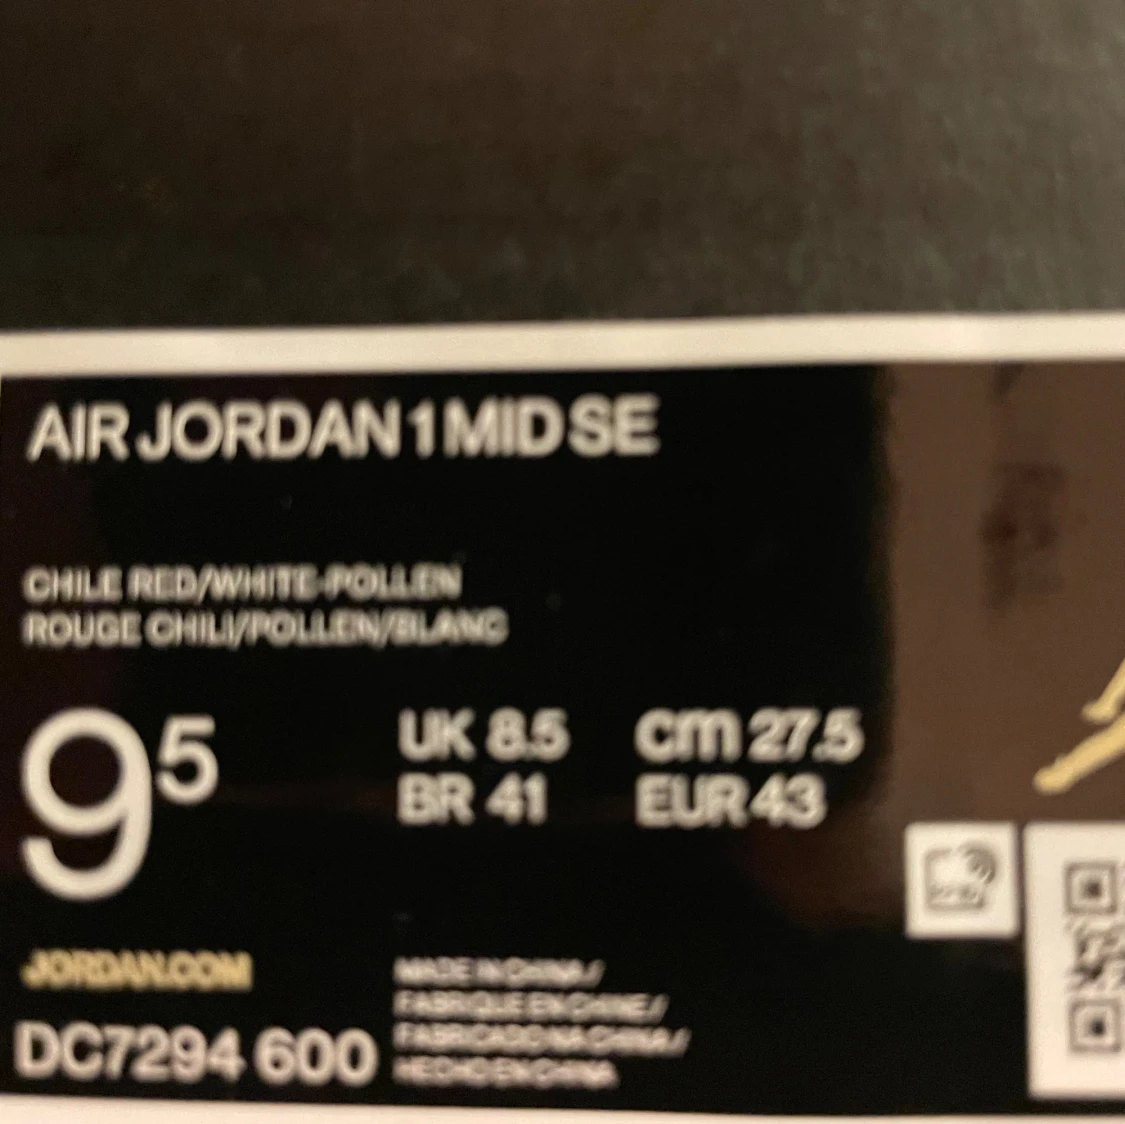 AIR JORDAN 1 MID SE
CHILE RED/WHITE-POLLEN
ROUGE CHILI/POLLEN/BLANC
9⁵
UK 8.5 cm 27.5
BR 41 EUR 43
JORDAN.COM
DC7294 600
MADE IN CHINA /
FABRIQUE EN CHINE /
FABRICADO NA CHINA /
HECHO EN CHINA